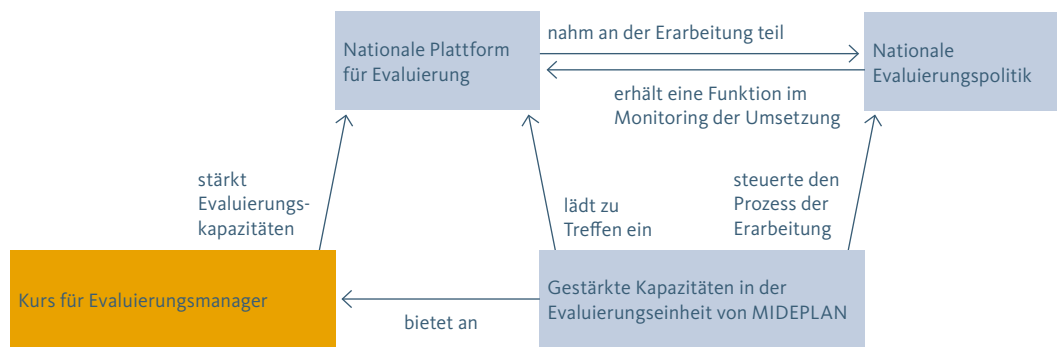 nahm an der Erarbeitung teil
Nationale Plattform
für Evaluierung
Nationale
Evaluierungspolitik
erhält eine Funktion im
Monitoring der Umsetzung
stärkt
Evaluierungs-
kapazitäten
lädt zu
Treffen ein
steuerte den
Prozess der
Erarbeitung
Kurs für Evaluierungsmanager
Gestärkte Kapazitäten in der
Evaluierungseinheit von MIDEPLAN
bietet an